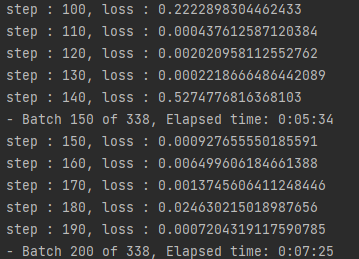 step : 100, loss : 0.2222898304462433
step : 110, loss : 0.000437612587120384
step : 120, loss : 0.002020958112552762
step : 130, loss : 0.0002218666486442089
step : 140, loss : 0.5274776816368103
- Batch 150 of 338, Elapsed time: 0:05:34
step : 150, loss : 0.000927655550185591
step : 160, loss : 0.006499606184661388
step : 170, loss : 0.0013745606411248446
step : 180, loss : 0.024630215018987656
step : 190, loss : 0.0007204319117590785
- Batch 200 of 338, Elapsed time: 0:07:25